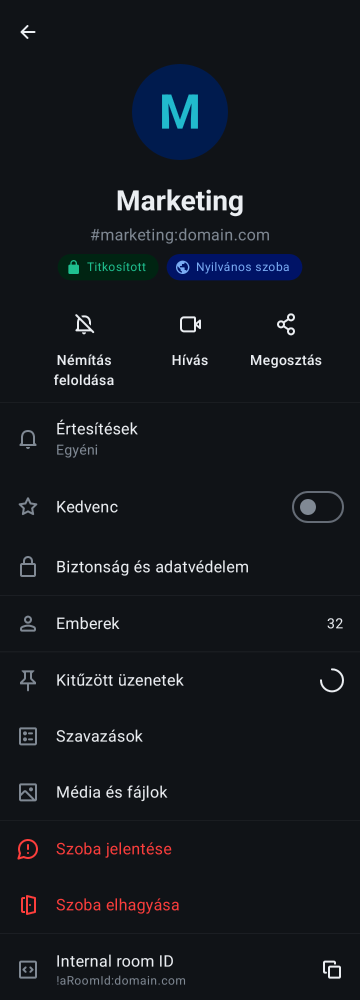 M
Marketing
#marketing:domain.com
Titkosított
Nyilvános szoba
Némítás
feloldása
Hívás
Megosztás
Értesítések
Egyéni
Kedvenc
Biztonság és adatvédelem
Emberek
32
Kitűzött üzenetek
Szavazások
Média és fájlok
Szoba jelentése
Szoba elhagyása
Internal room ID
!aRoomId:domain.com